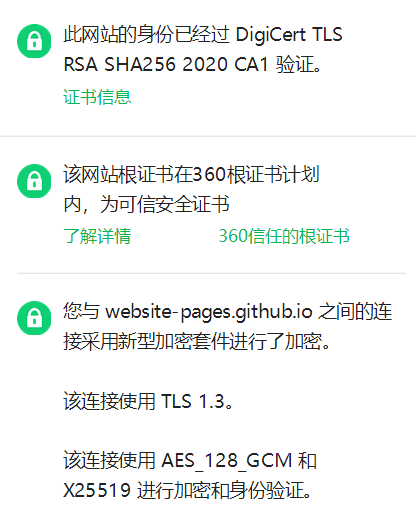 此网站的身份已经过 DigiCert TLS
RSA SHA256 2020 CA1 验证。
证书信息
该网站根证书在360根证书计划
内，为可信安全证书
了解详情 360信任的根证书
您与 website-pages.github.io 之间的连
接采用新型加密套件进行了加密。
该连接使用 TLS 1.3。
该连接使用 AES_128_GCM 和
X25519 进行加密和身份验证。